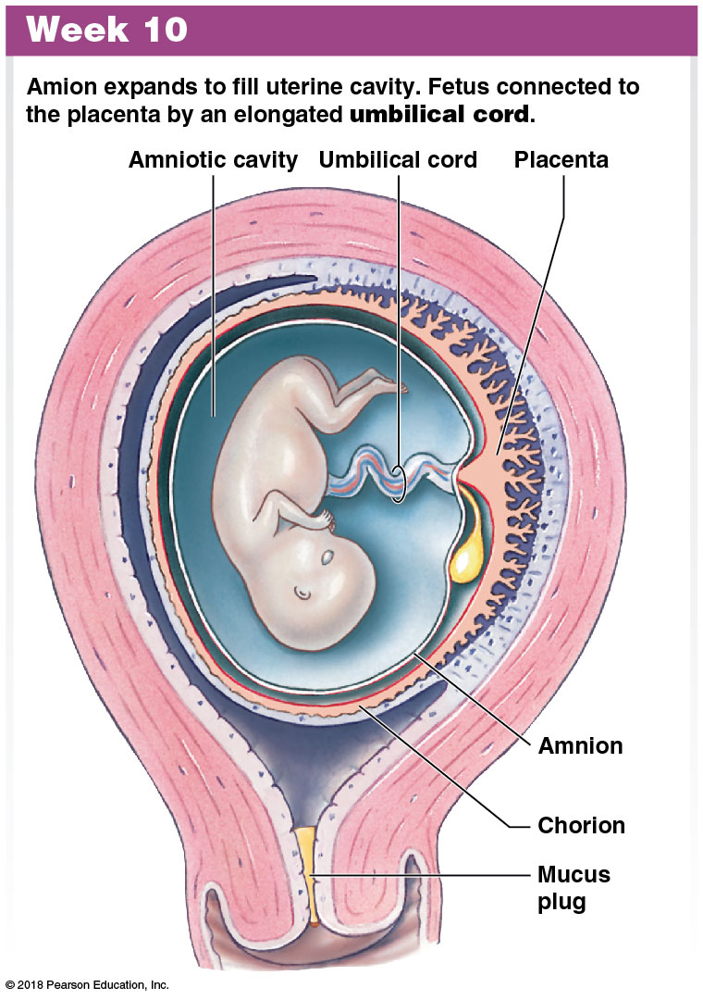 Week 10
Amion expands to fill uterine cavity. Fetus connected to
the placenta by an elongated umbilical cord.
Amniotic cavity Umbilical cord Placenta
Amnion
Chorion
Mucus
plug
© 2018 Pearson Education, Inc.